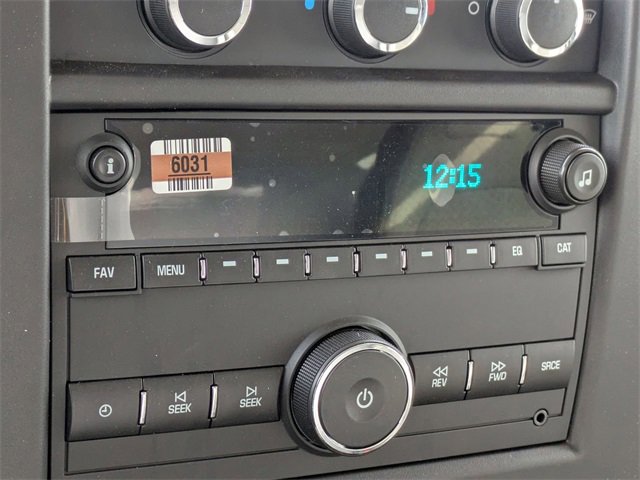 6031
12:15
i
FAV
MENU
EQ
CAT
SEEK
SEEK
REV
FWD
SRCE